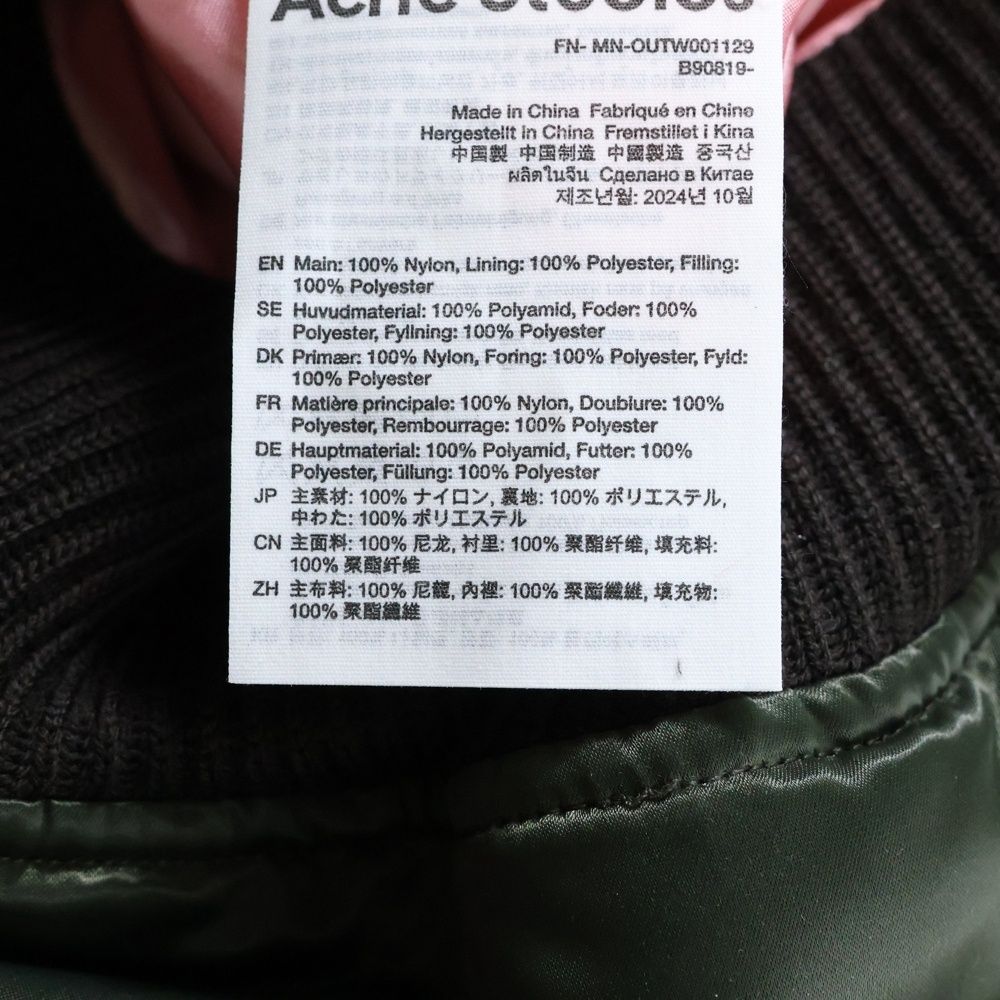 Acne Studios
FN- MN-OUTW001129
B90819-
Made in China Fabriqué en Chine
Hergestellt in China Fremstillet i Kina
中国製 中国制造 中國製造 중국산
ผลิตในจีน Сделано в Китае
제조년월: 2024년 10월
EN Main: 100% Nylon, Lining: 100% Polyester, Filling:
100% Polyester
SE Huvudmaterial: 100% Polyamid, Foder: 100%
Polyester, Fyllning: 100% Polyester
DK Primær: 100% Nylon, Foring: 100% Polyester, Fyld:
100% Polyester
FR Matière principale: 100% Nylon, Doublure: 100%
Polyester, Rembourrage: 100% Polyester
DE Hauptmaterial: 100% Polyamid, Futter: 100%
Polyester, Füllung: 100% Polyester
JP 主素材: 100% ナイロン, 裏地: 100% ポリエステル,
中わた: 100% ポリエステル
CN 主面料: 100% 尼龙, 衬里: 100% 聚酯纤维, 填充料:
100% 聚酯纤维
ZH 主布料: 100% 尼龍, 內裡: 100% 聚酯纖維, 填充物:
100% 聚酯纖維